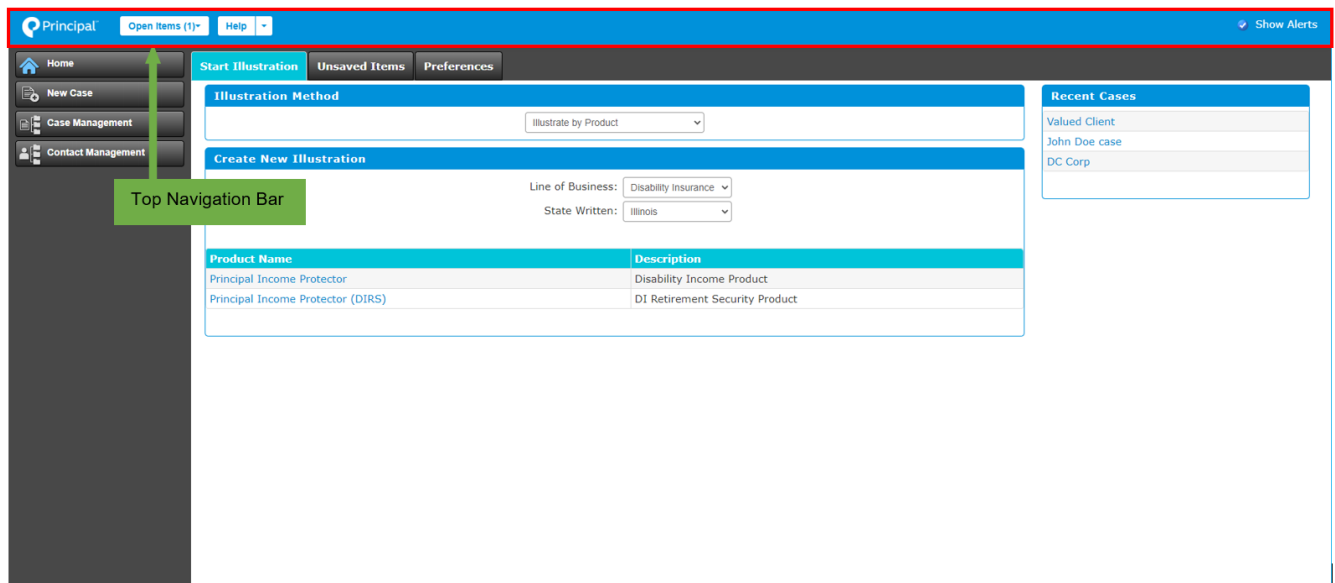 Principal
Open Items (1)
Help
Show Alerts
Home
New Case
Case Management
Contact Management
Top Navigation Bar
Start Illustration
Unsaved Items
Preferences
Illustration Method
Illustrate by Product
Create New Illustration
Line of Business: Disability Insurance
State Written: Illinois
Product Name Description
Principal Income Protector Disability Income Product
Principal Income Protector (DIRS) DI Retirement Security Product
Recent Cases
Valued Client
John Doe case
DC Corp